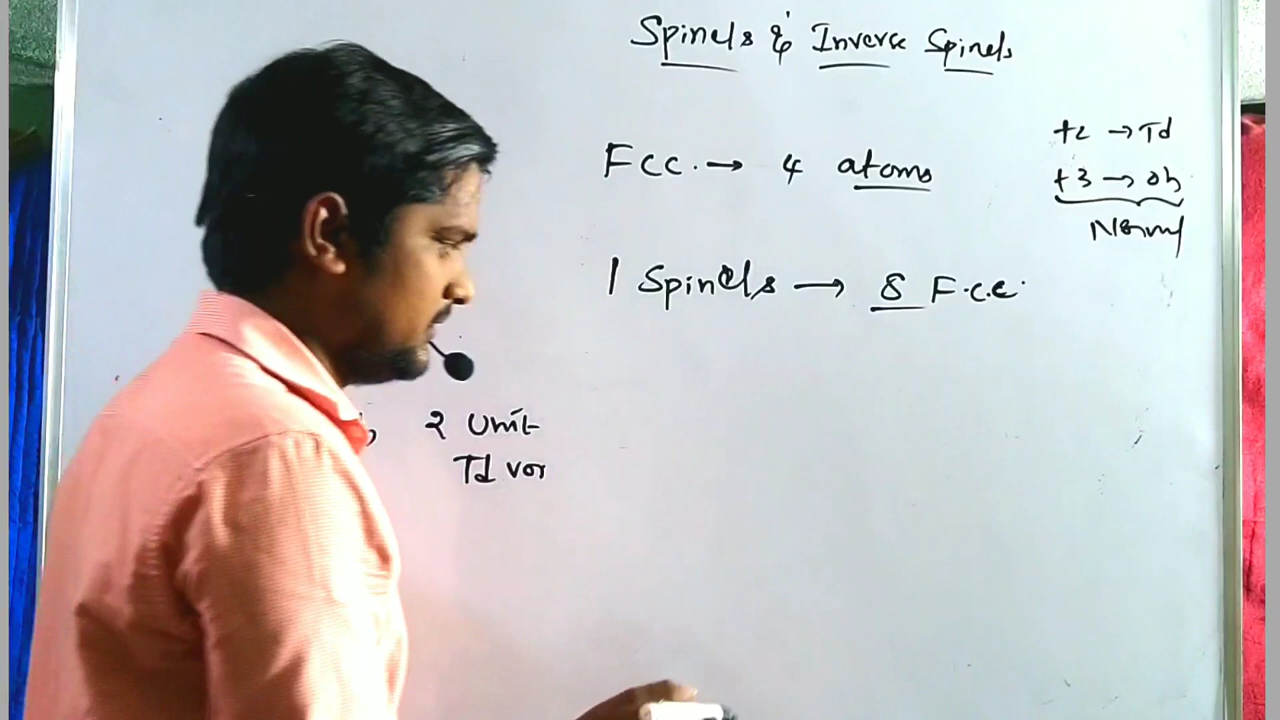 Spinels & Inverse Spinels
FCC. → 4 atoms
+2 → Td
+3 → Oh
Normal
1 Spinels → 8 F.C.C.
, 2 Unit
Td voi